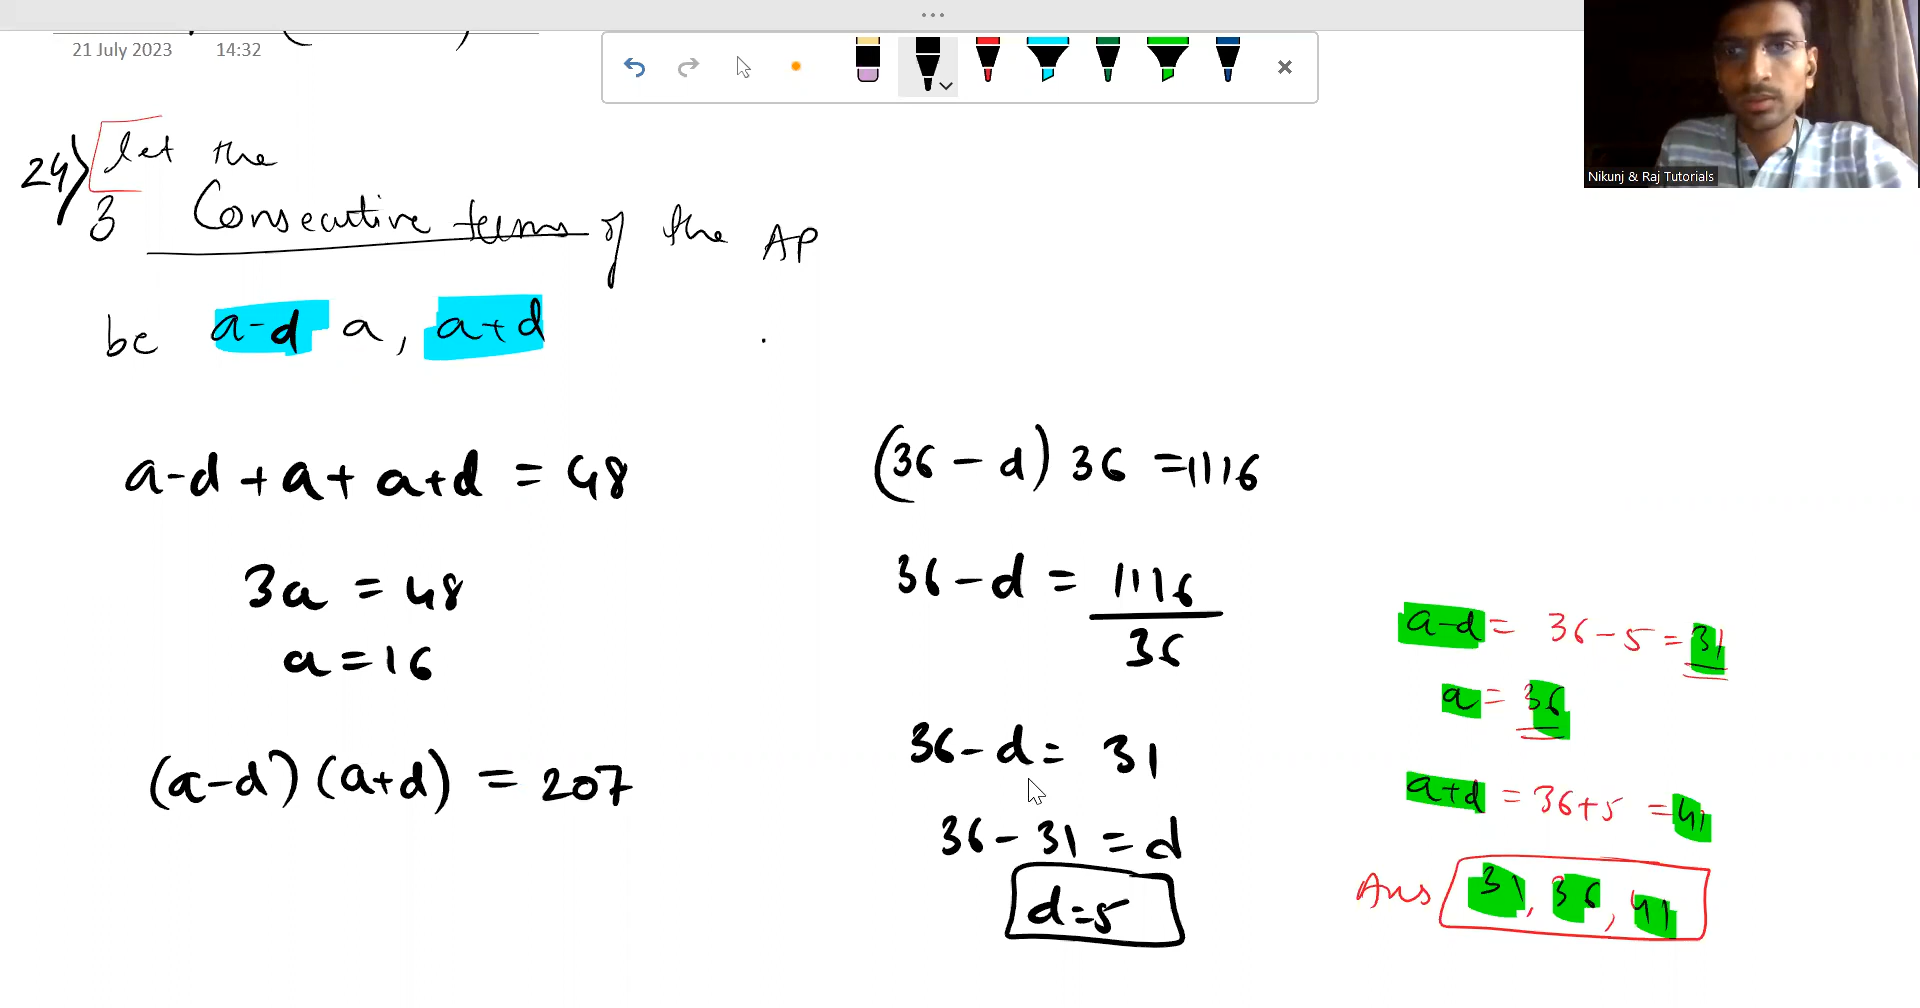 21 July 2023 14:32
24) let the
3 Consecutive terms of the AP
be a-d a, a+d
a-d + a + a+d = 48
3a = 48
a = 16
(a-d) (a+d) = 207
(36 - d) 36 = 1116
36 - d = 1116
36
36 - d = 31
36 - 31 = d
d = 5
a-d = 36 - 5 = 31
a = 36
a+d = 36 + 5 = 41
Ans 31, 36, 41
Nikunj & Raj Tutorials